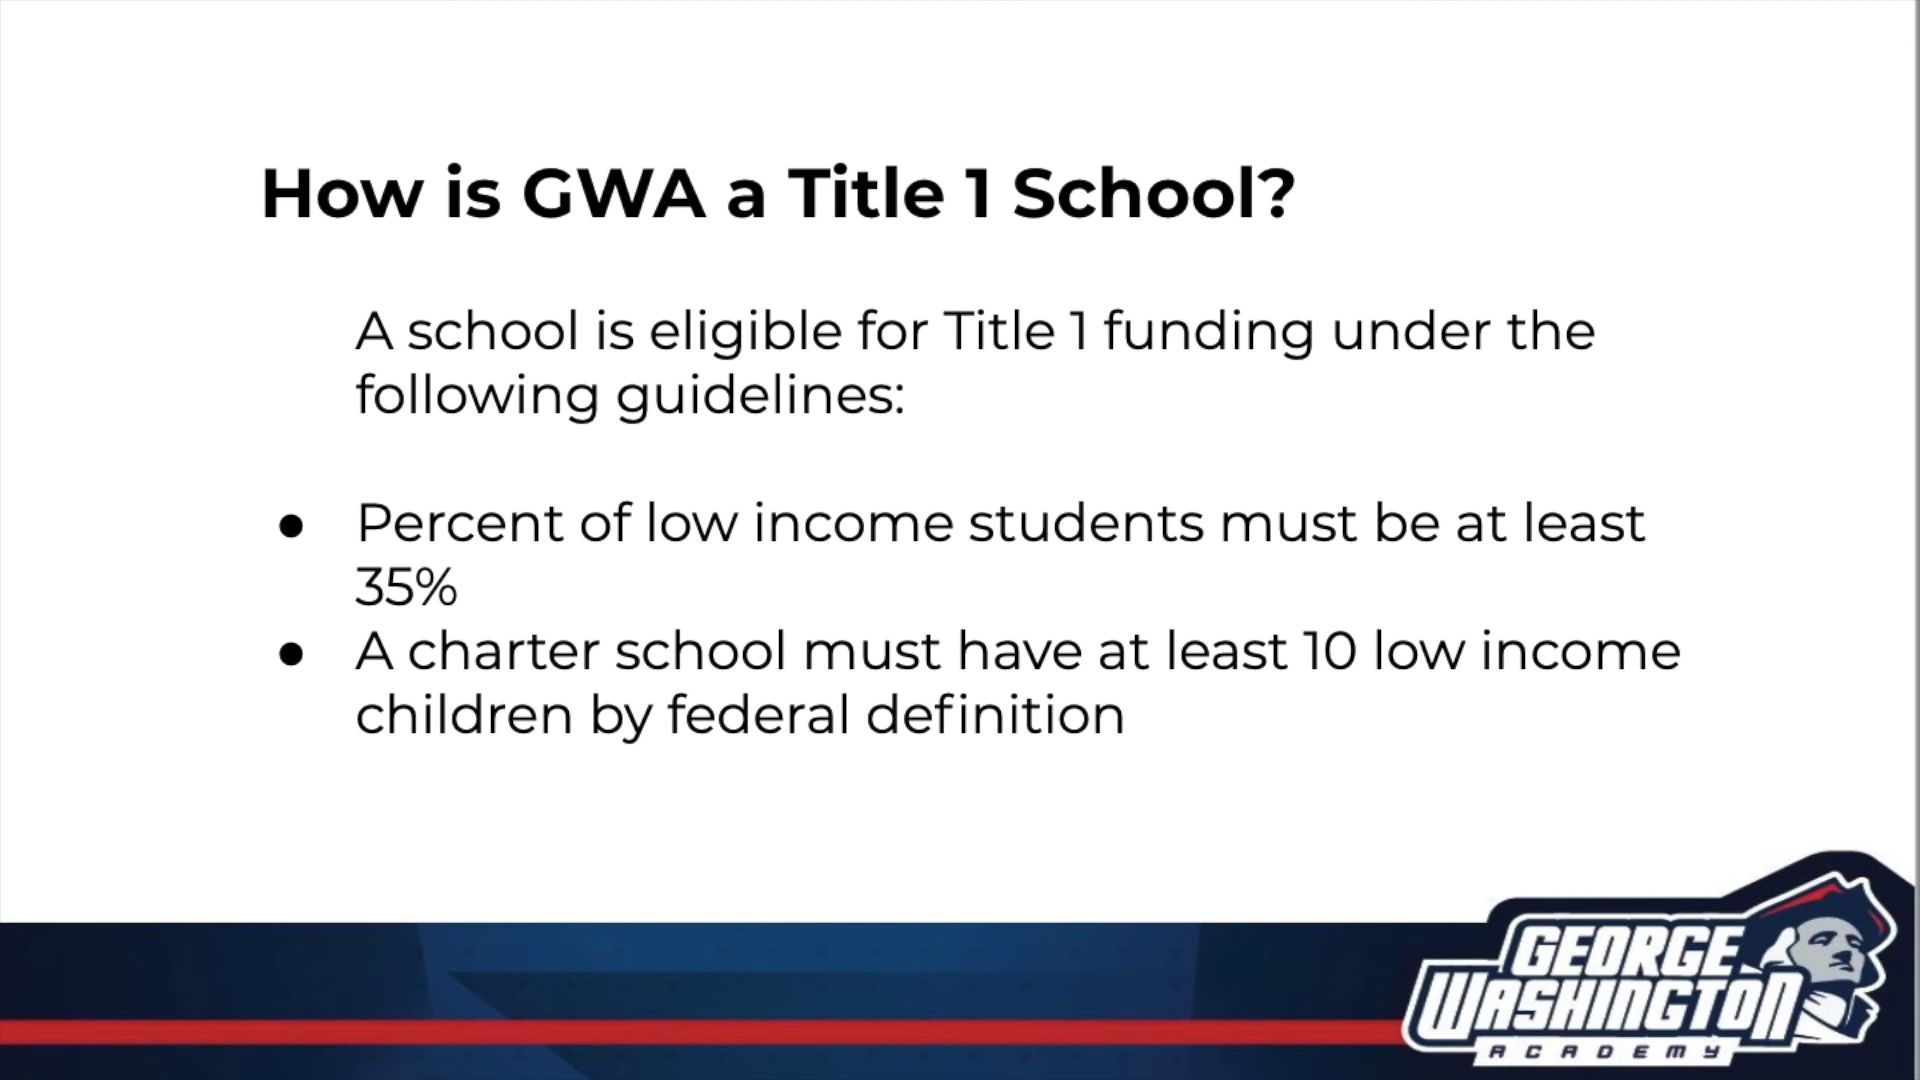 How is GWA a Title 1 School?
A school is eligible for Title 1 funding under the
following guidelines:
● Percent of low income students must be at least
35%
● A charter school must have at least 10 low income
children by federal definition
GEORGE
WASHINGTON
ACADEMY